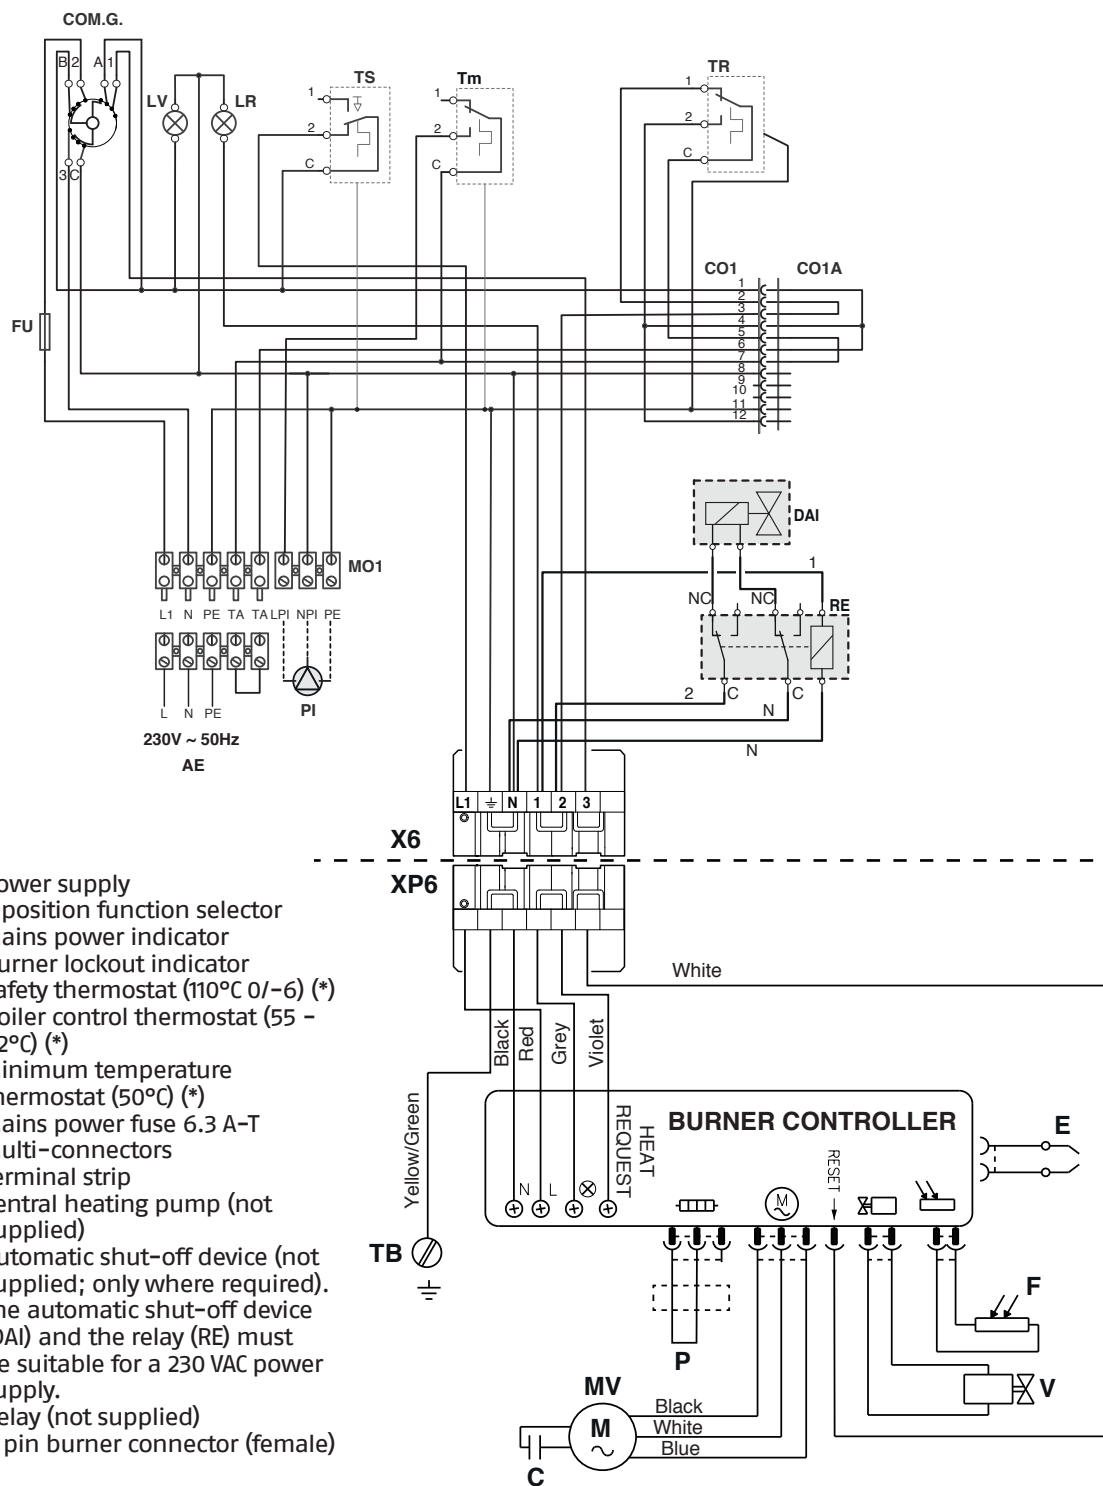 COM.G.
B 2 A 1
3 C
LV
LR
TS
1
2
C
Tm
1
2
C
TR
1
2
C
FU
CO1
CO1A
1
2
3
4
5
6
7
8
9
10
11
12
MO1
L1 N PE TA TA LPI NPI PE
L N PE
PI
230V ~ 50Hz
AE
DAI
1
NC
NC
RE
2
C
C
N
N
L1 N 1 2 3
X6
XP6
ower supply
position function selector
ains power indicator
urner lockout indicator
afety thermostat (110°C 0/-6) (*)
oiler control thermostat (55 –
2°C) (*)
inimum temperature
hermostat (50°C) (*)
ains power fuse 6.3 A-T
ulti-connectors
erminal strip
entral heating pump (not
upplied)
utomatic shut-off device (not
upplied; only where required).
he automatic shut-off device
DAI) and the relay (RE) must
e suitable for a 230 VAC power
upply.
elay (not supplied)
pin burner connector (female)
White
Black
Red
Grey
Violet
Yellow/Green
TB
BURNER CONTROLLER
HEAT
REQUEST
N
L
M
RESET
E
F
V
P
MV
M
C
Black
White
Blue